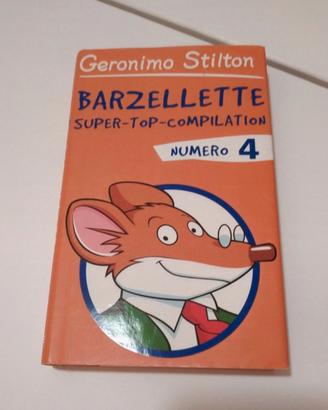 Geronimo Stilton
BARZELLETTE
SUPER-TOP-COMPILATION
NUMERO 4